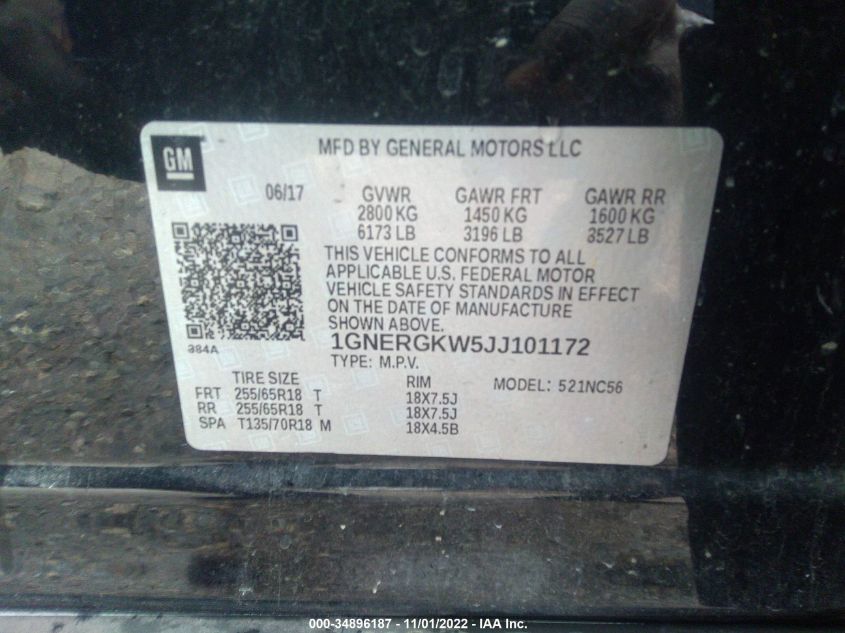 GM
MFD BY GENERAL MOTORS LLC
06/17 GVWR GAWR FRT GAWR RR
2800 KG 1450 KG 1600 KG
6173 LB 3196 LB 3527 LB
THIS VEHICLE CONFORMS TO ALL
APPLICABLE U.S. FEDERAL MOTOR
VEHICLE SAFETY STANDARDS IN EFFECT
ON THE DATE OF MANUFACTURE
SHOWN ABOVE.
384A
1GNERGKW5JJ101172
TYPE: M.P.V.
TIRE SIZE RIM MODEL: 521NC56
FRT 255/65R18 T 18X7.5J
RR 255/65R18 T 18X7.5J
SPA T135/70R18 M 18X4.5B
000-34896187 - 11/01/2022 - IAA Inc.